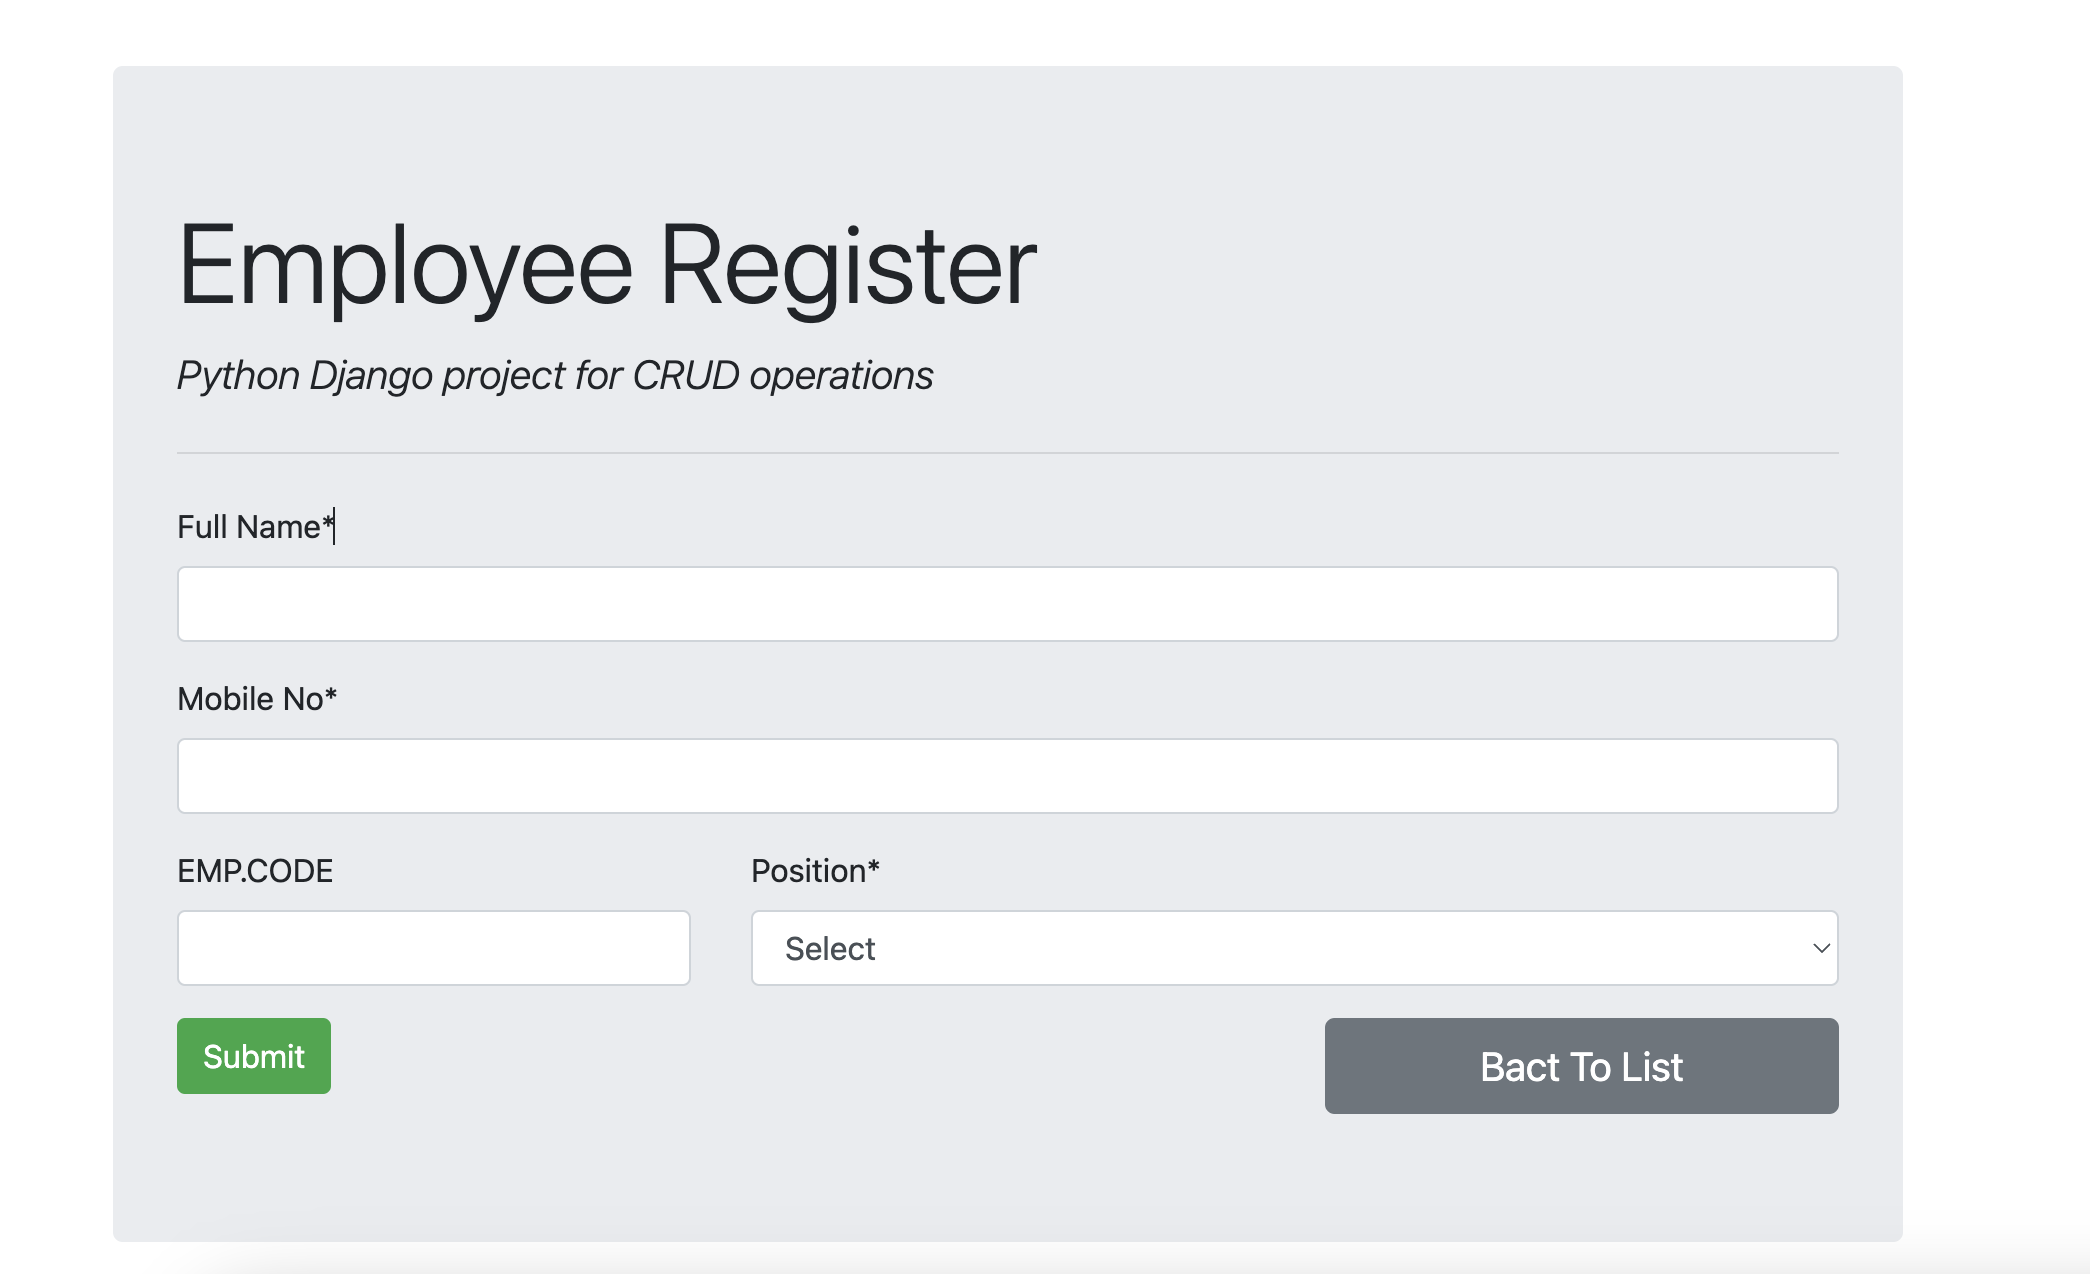 Employee Register
Python Django project for CRUD operations
Full Name*
Mobile No*
EMP.CODE Position*
Select
Submit Bact To List